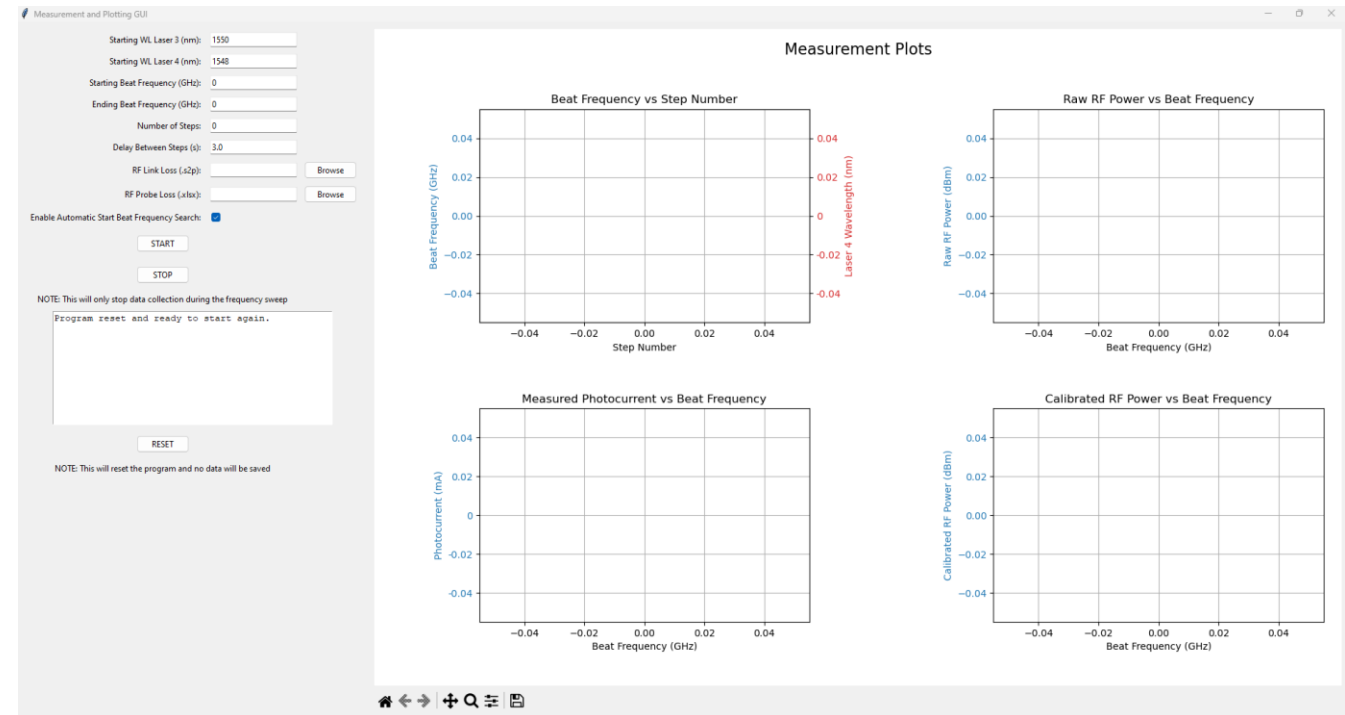 Measurement and Plotting GUI
Starting WL Laser 3 (nm): 1550
Starting WL Laser 4 (nm): 1548
Starting Beat Frequency (GHz): 0
Ending Beat Frequency (GHz): 0
Number of Steps: 0
Delay Between Steps (s): 3.0
RF Link Loss (.s2p): Browse
RF Probe Loss (.xlsx): Browse
Enable Automatic Start Beat Frequency Search:
START
STOP
NOTE: This will only stop data collection during the frequency sweep
Program reset and ready to start again.
RESET
NOTE: This will reset the program and no data will be saved
Measurement Plots
Beat Frequency vs Step Number
Beat Frequency (GHz)
0.04
0.02
0.00
−0.02
−0.04
0.04
0.02
0
-0.02
-0.04
Laser 4 Wavelength (nm)
−0.04 −0.02 0.00 0.02 0.04
Step Number
Raw RF Power vs Beat Frequency
Raw RF Power (dBm)
0.04
0.02
0.00
−0.02
−0.04
−0.04 −0.02 0.00 0.02 0.04
Beat Frequency (GHz)
Measured Photocurrent vs Beat Frequency
Photocurrent (mA)
0.04
0.02
0
-0.02
-0.04
−0.04 −0.02 0.00 0.02 0.04
Beat Frequency (GHz)
Calibrated RF Power vs Beat Frequency
Calibrated RF Power (dBm)
0.04
0.02
0.00
−0.02
−0.04
−0.04 −0.02 0.00 0.02 0.04
Beat Frequency (GHz)